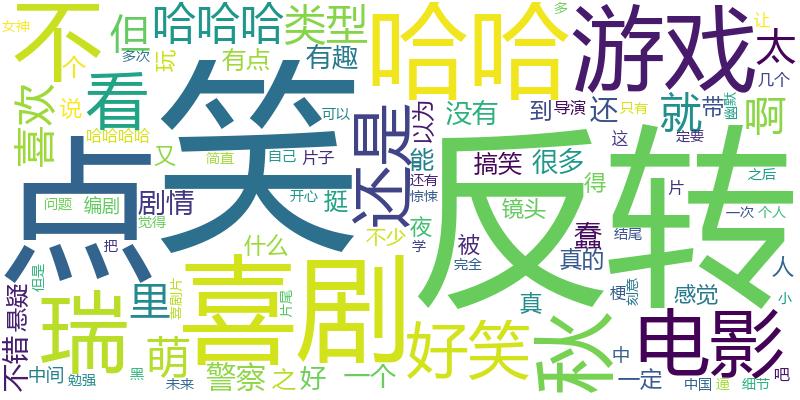 女神
多次
不
但
哈哈哈
玩
个
说
类型
有点
有趣
哈哈
游戏
多
让
太
几个
幽默
喜欢
看
哈哈哈哈
又
简直
笑
点
还是
可以
自己
片子
以为
没有
到
导演
还
只有
就
带
啊
能
搞笑
很多
这
定要
反转
还有
惊悚
开心
挺
得
片
之后
问题
编剧
剧情
觉得
夜
镜头
蠢
一次
个人
把
什么
不少
学
被
完全
真的
结尾
人
悬疑
不错
但是
瑞
里
喜剧片
喜剧
片尾
真
梗
刻意
感觉
小
电影
萌
好笑
秋
中间
勉强
黑
未来
警察
之
好
一个
中
一定
中国
逼
细节
吧